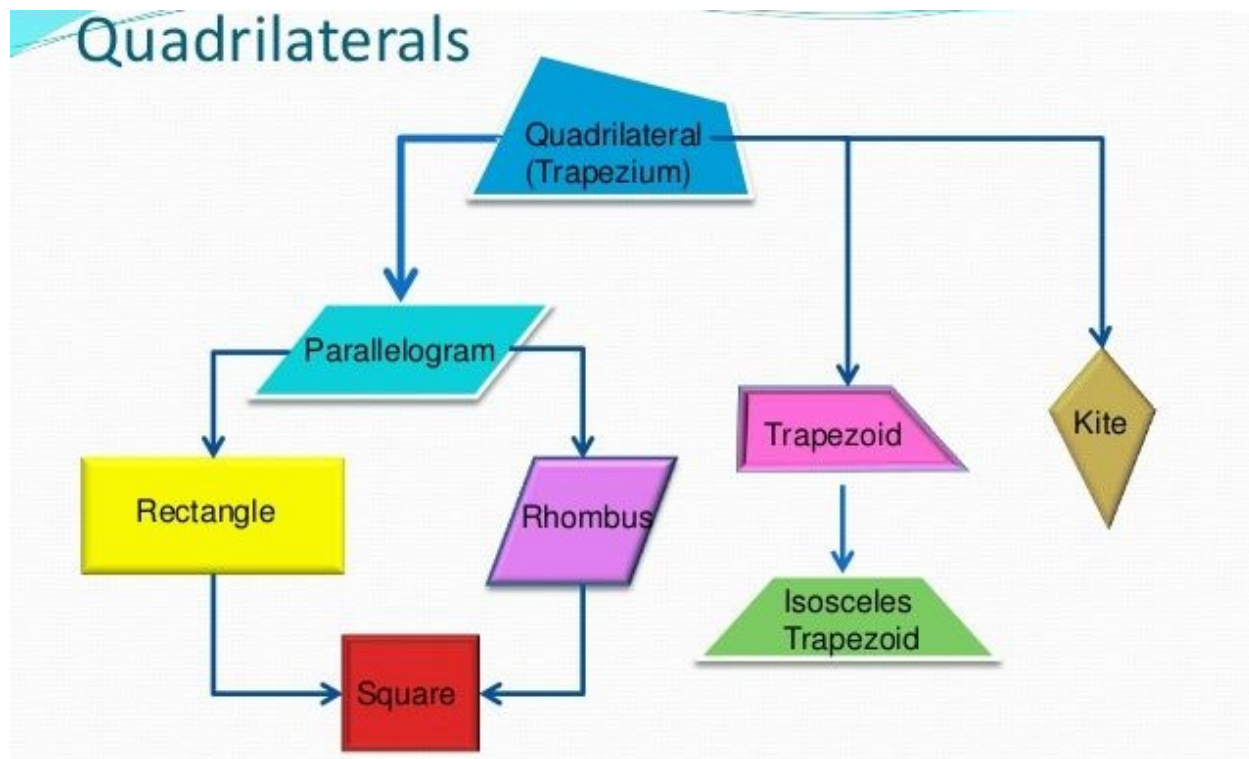 Quadrilaterals
Quadrilateral
(Trapezium)
Parallelogram
Rectangle
Rhombus
Square
Trapezoid
Isosceles
Trapezoid
Kite